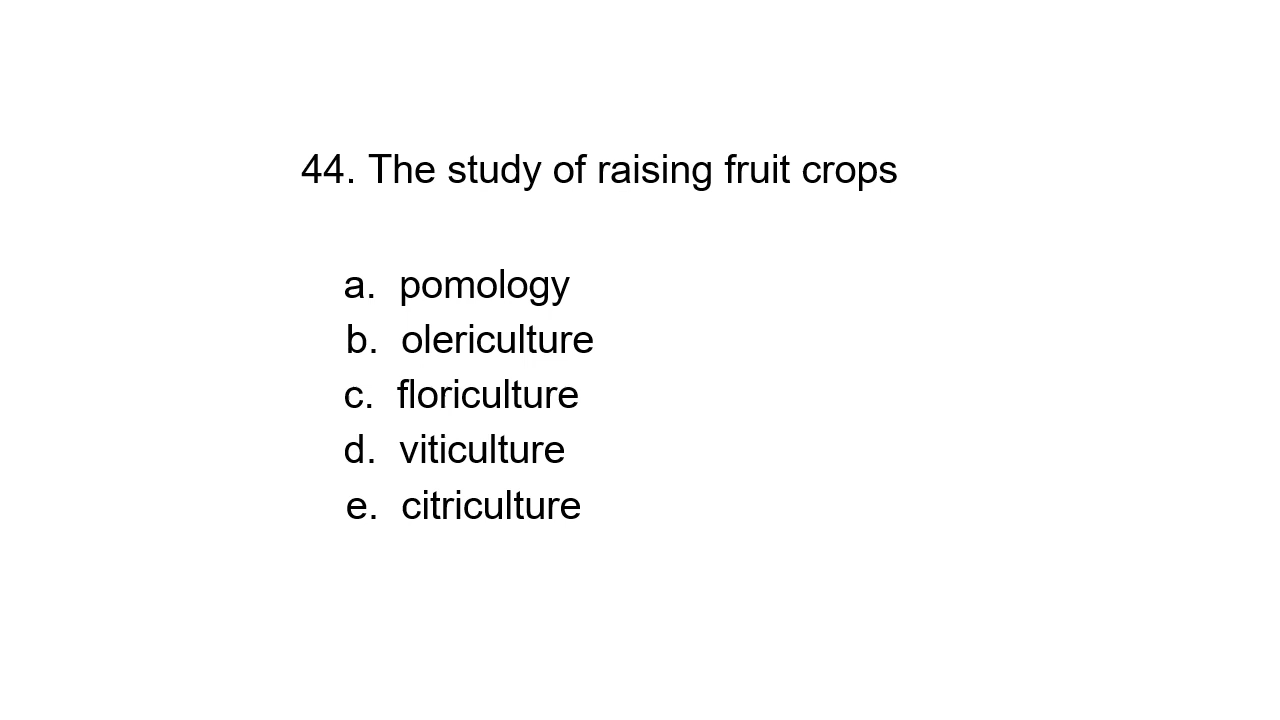 44. The study of raising fruit crops
a. pomology
b. olericulture
c. floriculture
d. viticulture
e. citriculture